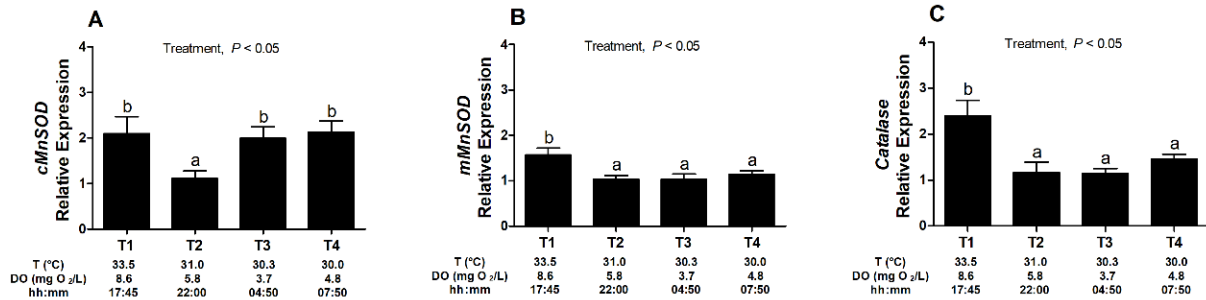 A
Treatment, P < 0.05
cMnSOD
Relative Expression
4
3
2
1
0
b
a
b
b
T1 T2 T3 T4
T (°C) 33.5 31.0 30.3 30.0
DO (mg O2/L) 8.6 5.8 3.7 4.8
hh:mm 17:45 22:00 04:50 07:50
B
Treatment, P < 0.05
mMnSOD
Relative Expression
4
3
2
1
0
b
a
a
a
T1 T2 T3 T4
T (°C) 33.5 31.0 30.3 30.0
DO (mg O2/L) 8.6 5.8 3.7 4.8
hh:mm 17:45 22:00 04:50 07:50
C
Treatment, P < 0.05
Catalase
Relative Expression
4
3
2
1
0
b
a
a
a
T1 T2 T3 T4
T (°C) 33.5 31.0 30.3 30.0
DO (mg O2/L) 8.6 5.8 3.7 4.8
hh:mm 17:45 22:00 04:50 07:50